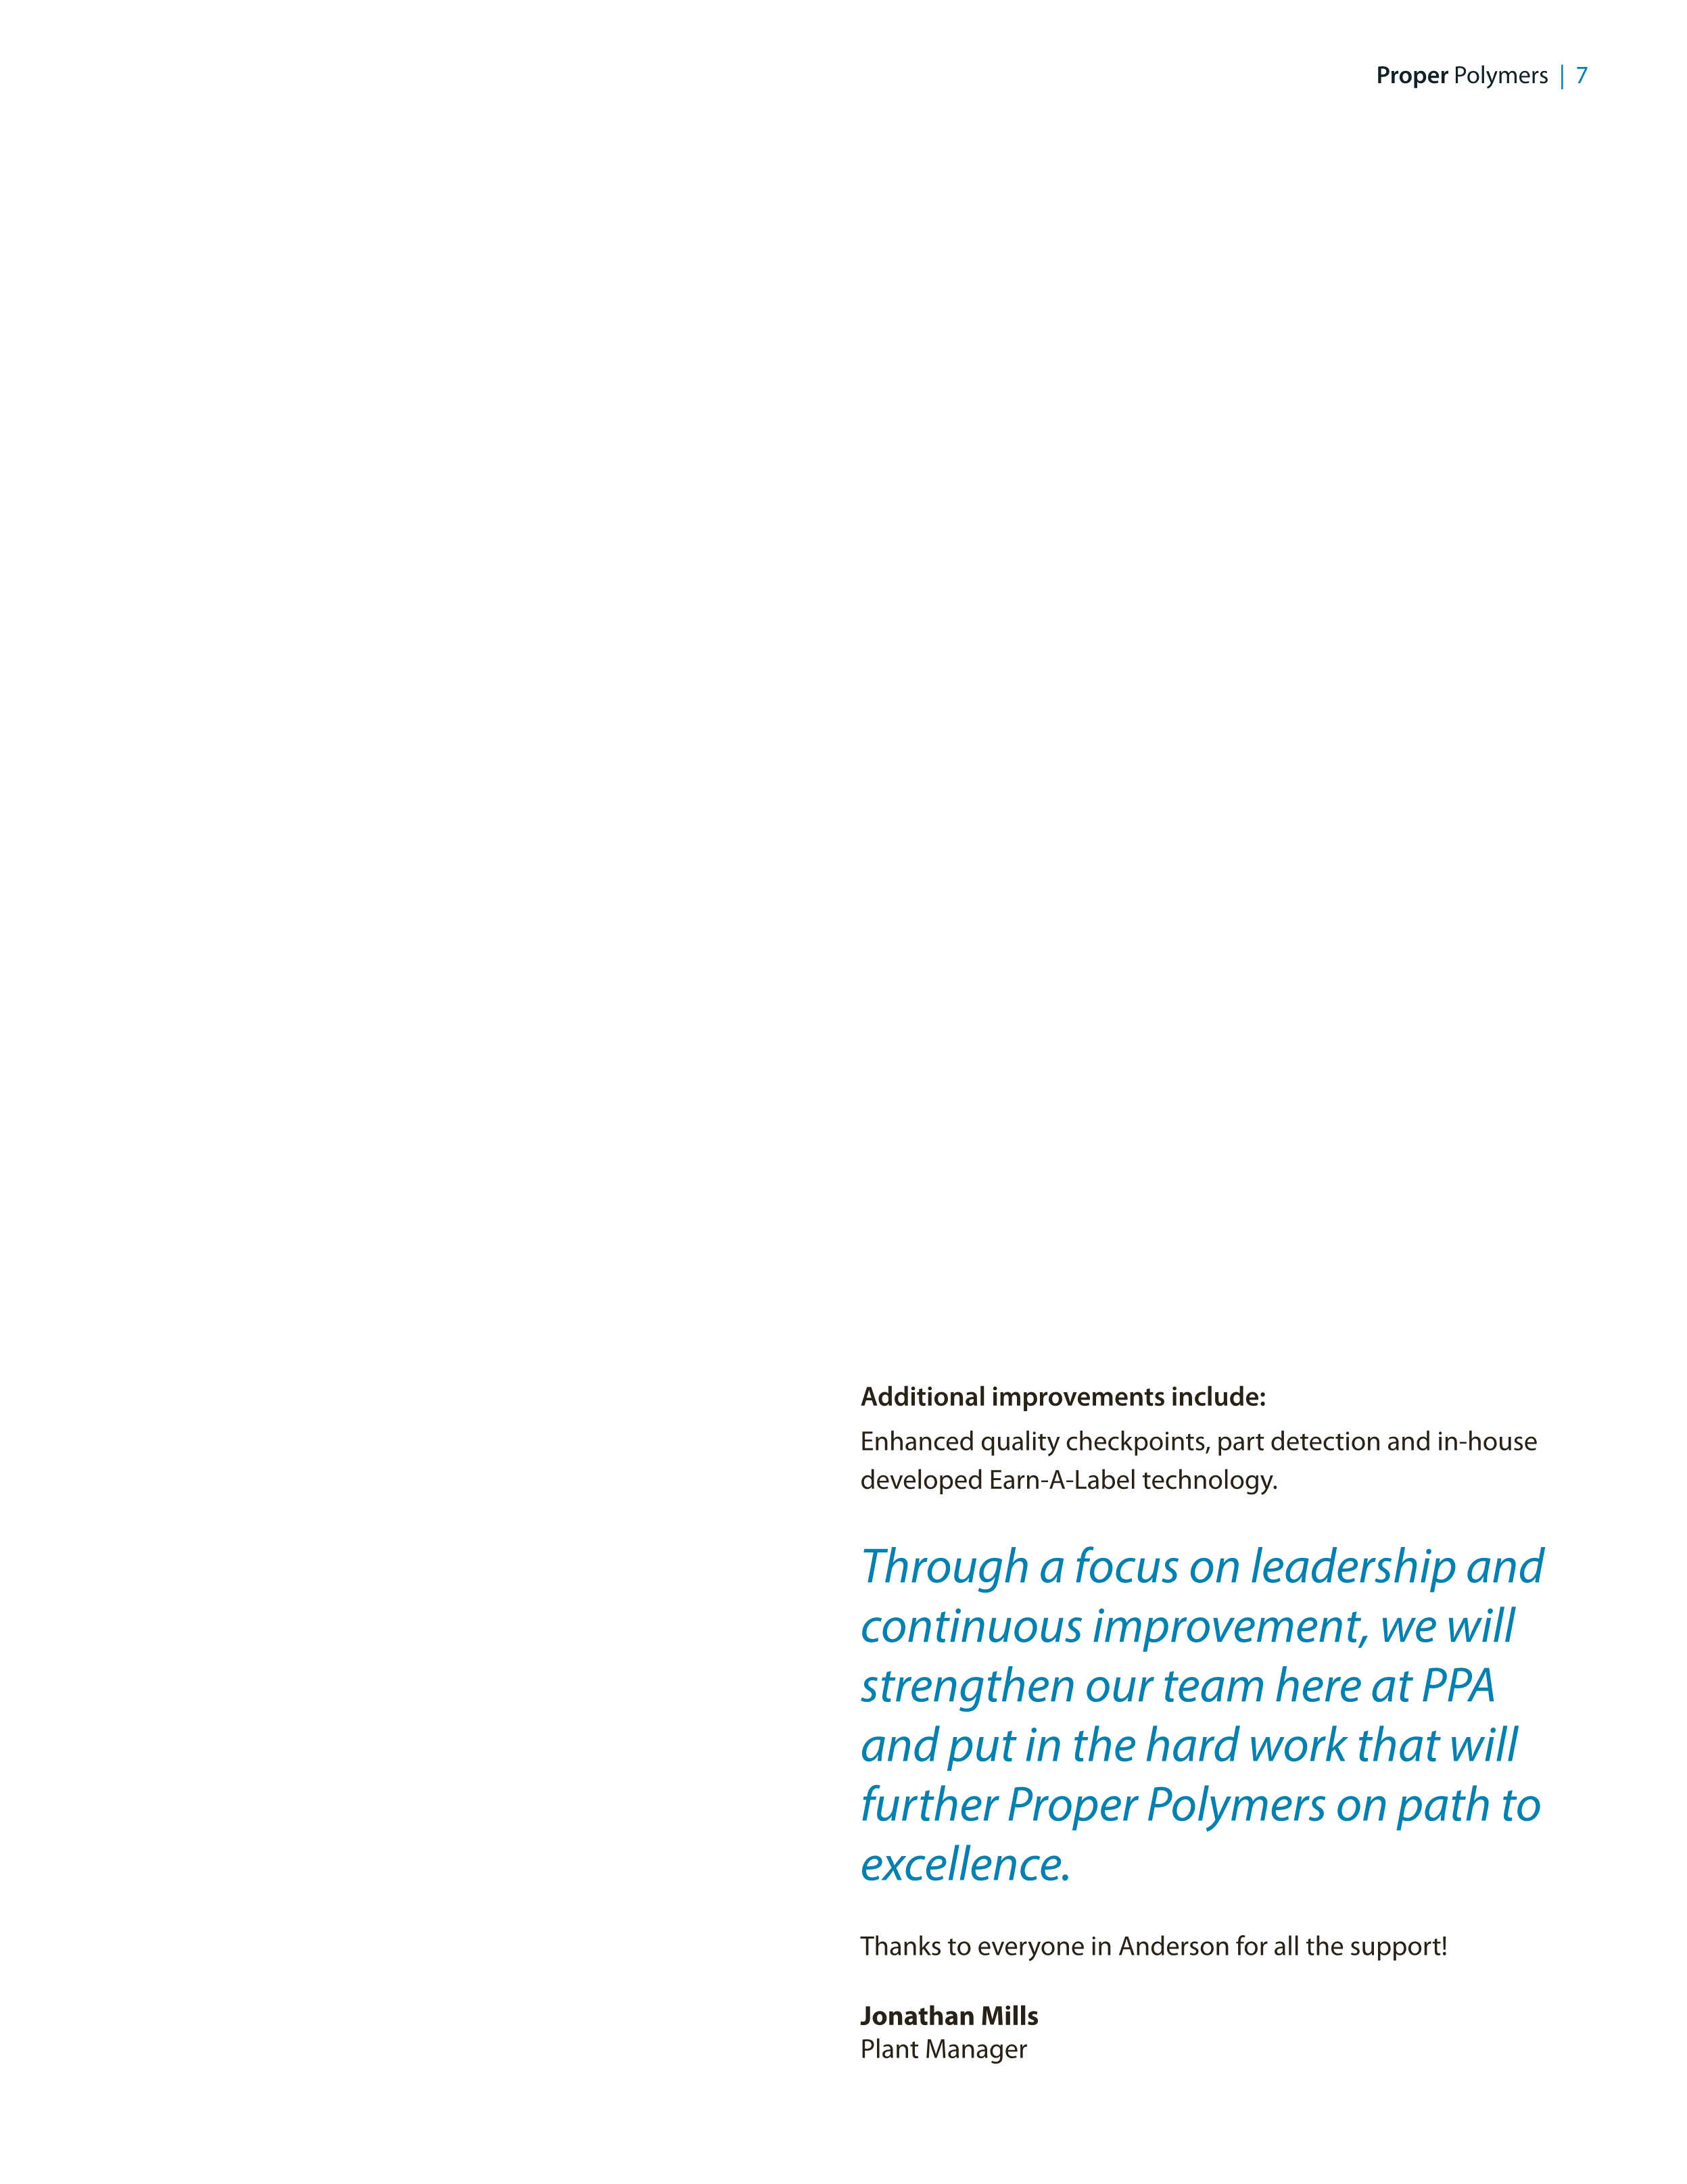 Proper Polymers | 7
Additional improvements include:
Enhanced quality checkpoints, part detection and in-house
developed Earn-A-Label technology.
Through a focus on leadership and
continuous improvement, we will
strengthen our team here at PPA
and put in the hard work that will
further Proper Polymers on path to
excellence.
Thanks to everyone in Anderson for all the support!
Jonathan Mills
Plant Manager